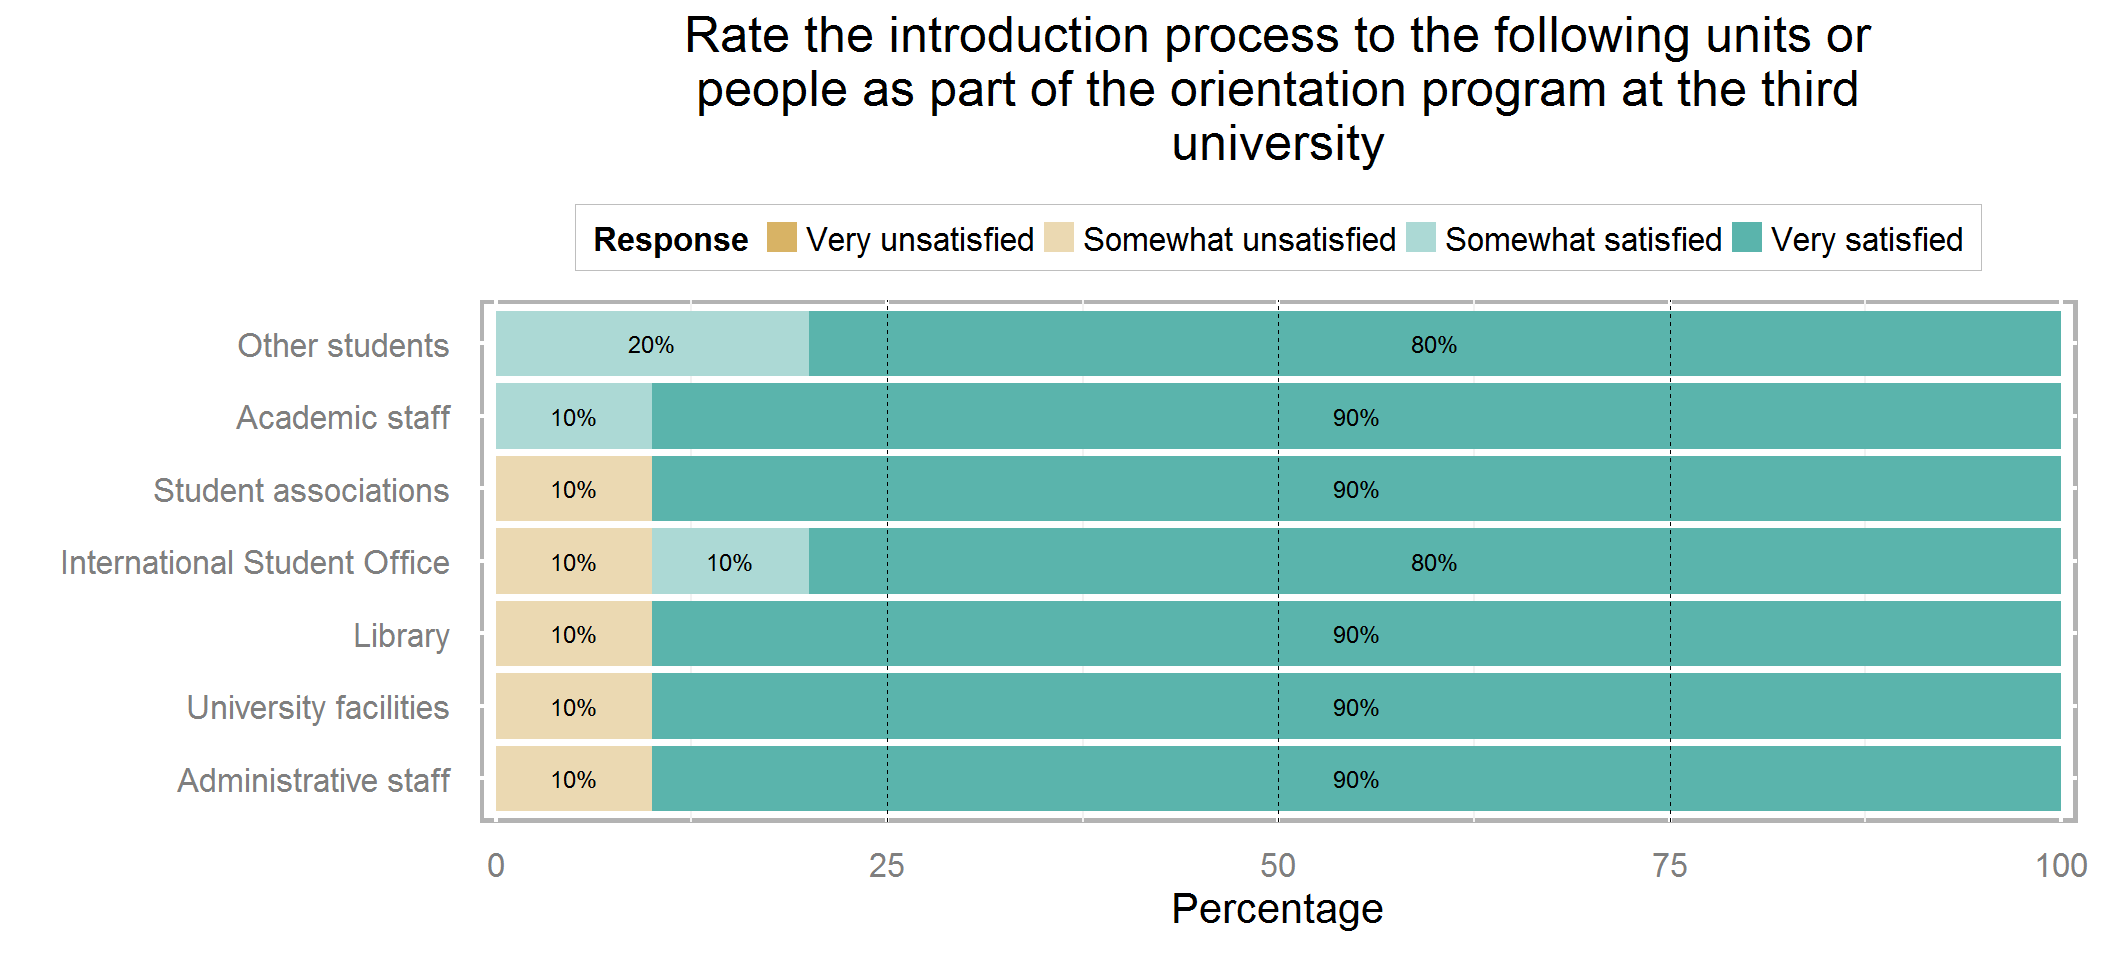 Rate the introduction process to the following units or
people as part of the orientation program at the third
university
Response Very unsatisfied Somewhat unsatisfied Somewhat satisfied Very satisfied
Other students 20% 80%
Academic staff 10% 90%
Student associations 10% 90%
International Student Office 10% 10% 80%
Library 10% 90%
University facilities 10% 90%
Administrative staff 10% 90%
0 25 50 75 100
Percentage